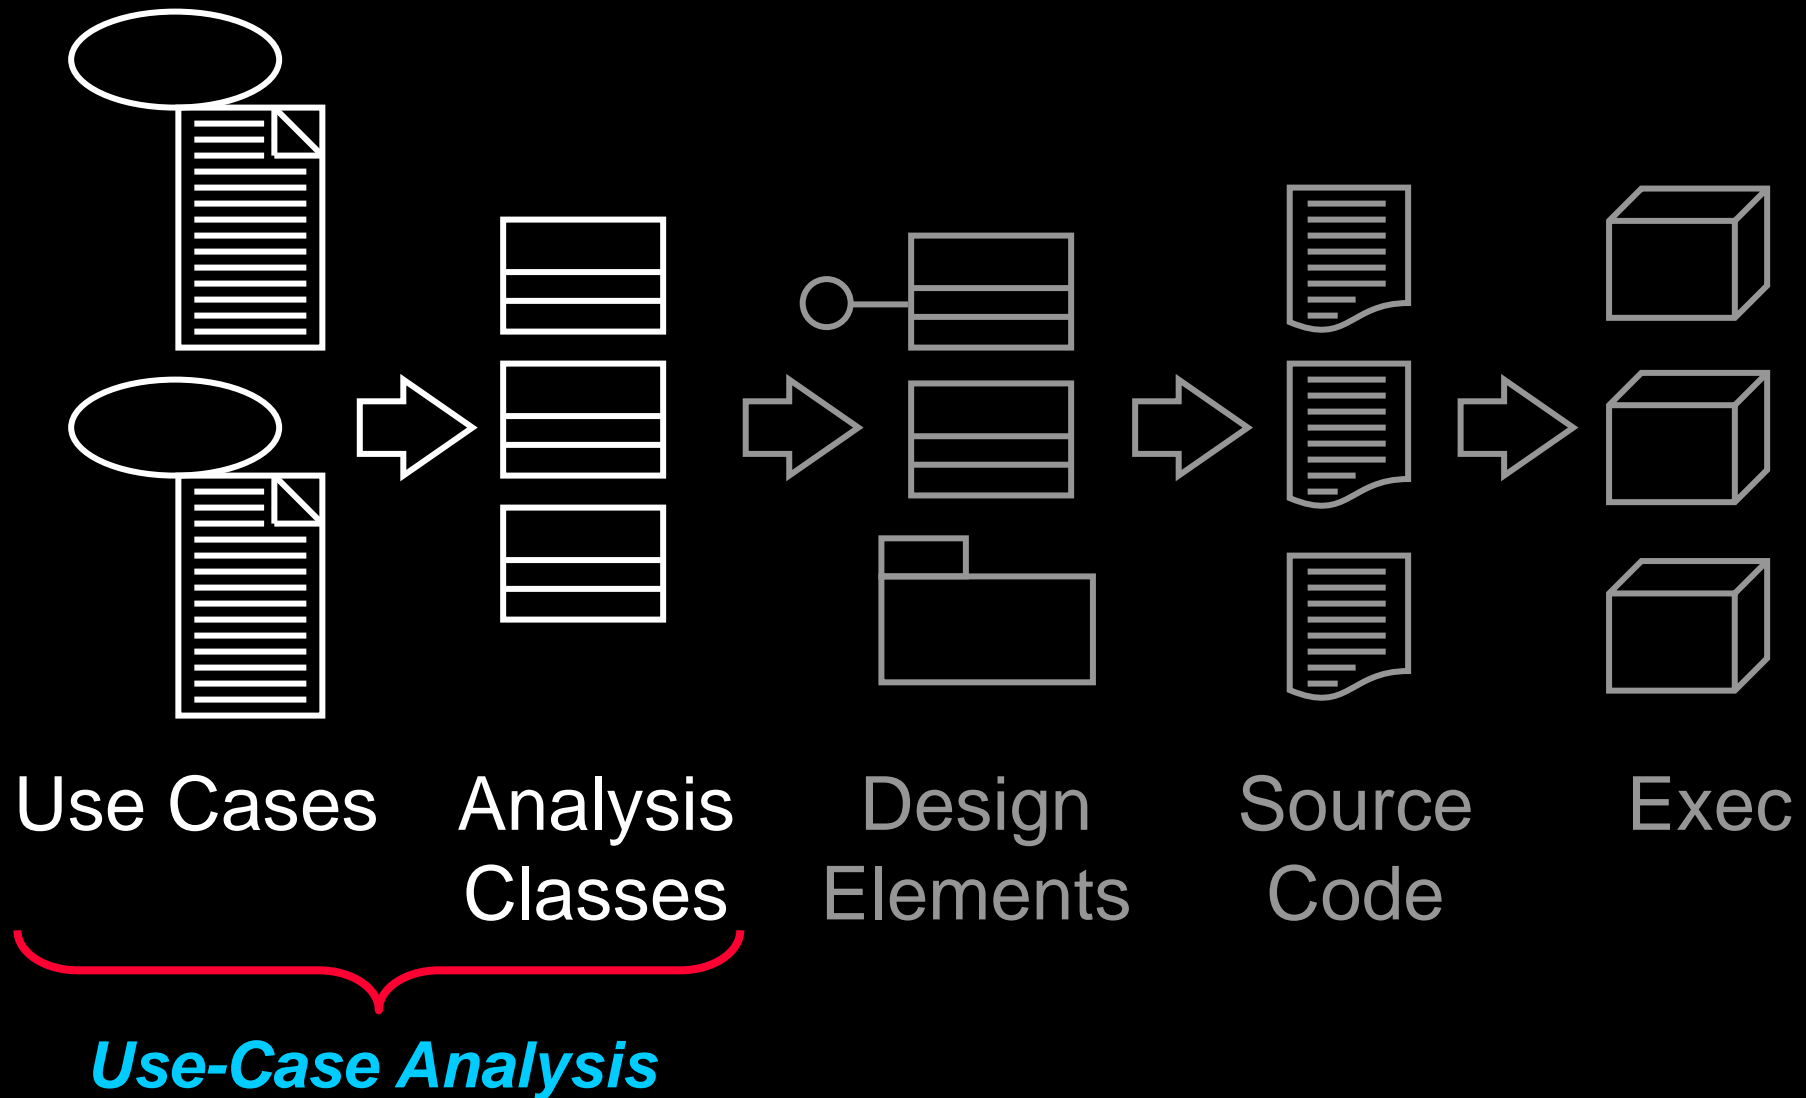 Use Cases
Analysis
Classes
Design
Elements
Source
Code
Exec
Use-Case Analysis